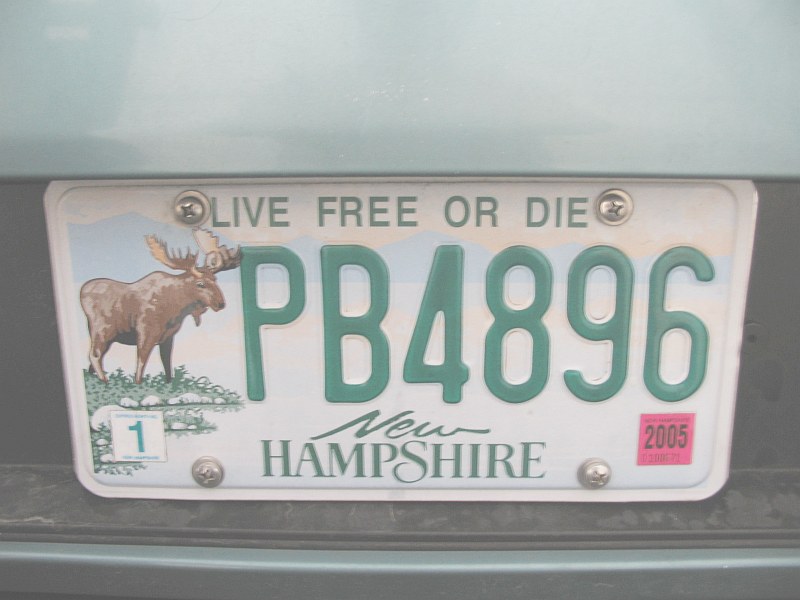 LIVE FREE OR DIE
PB4896
1
New
HAMPSHIRE
2005